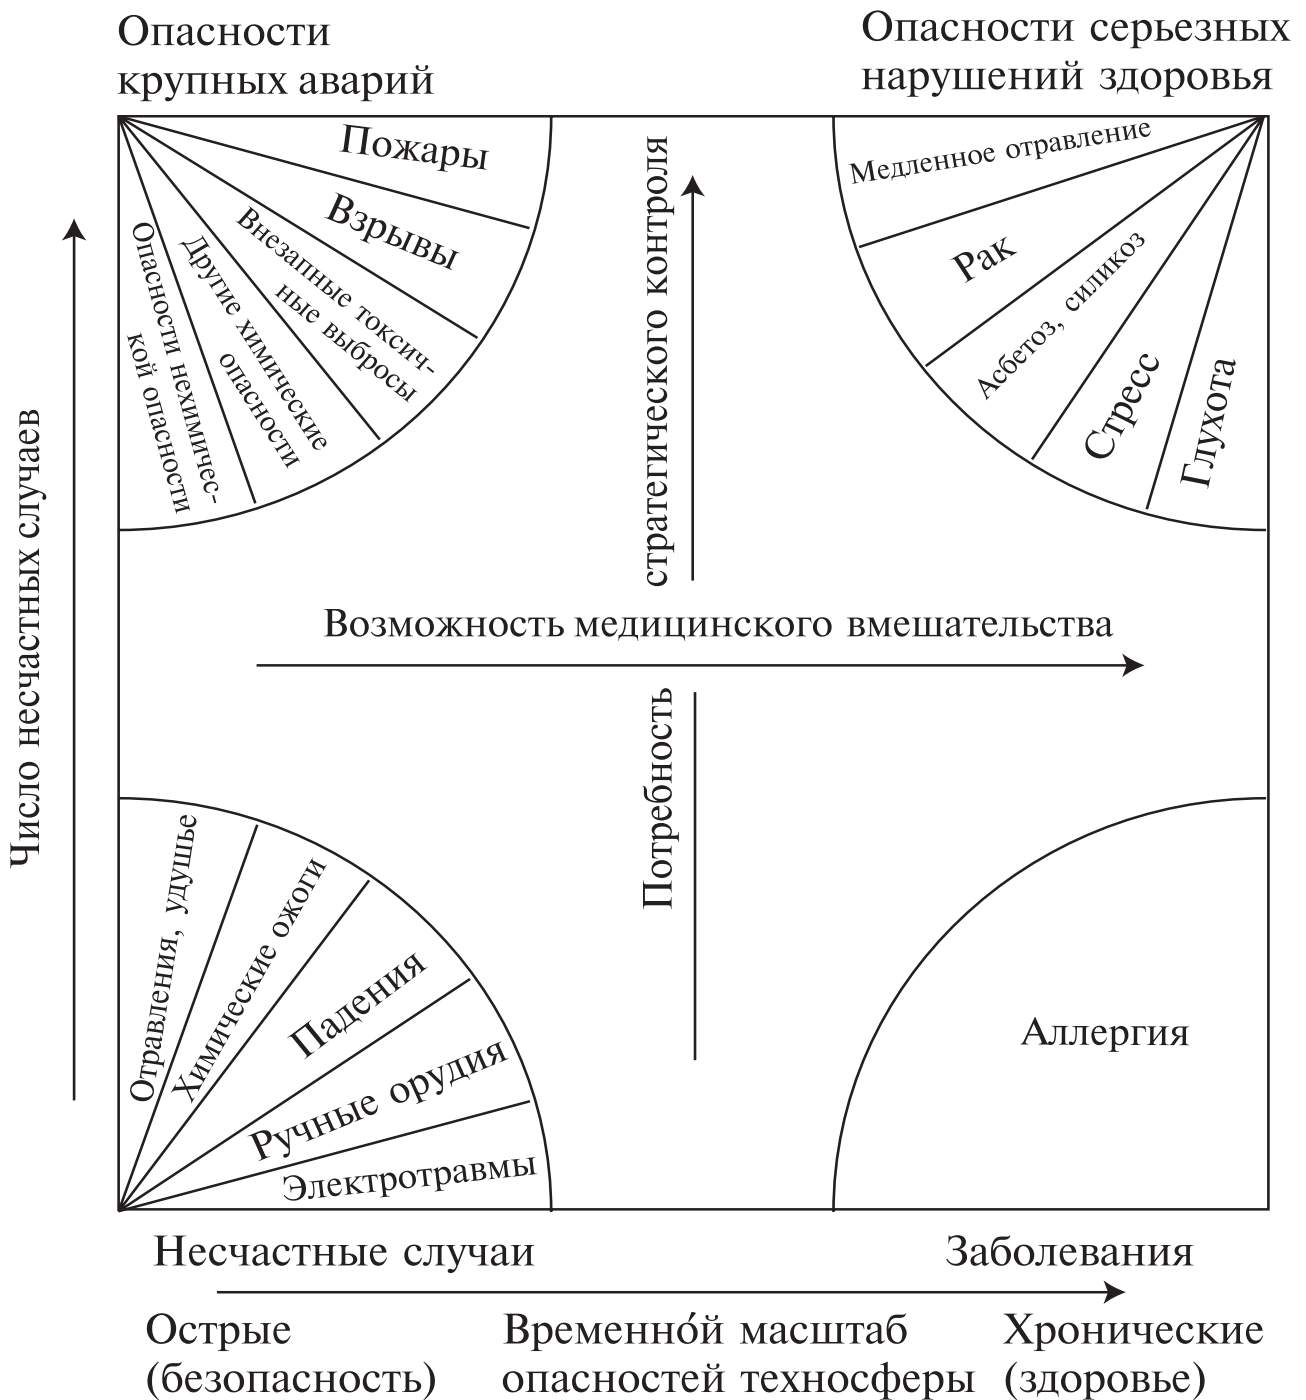 Опасности
крупных аварий
Опасности серьезных
нарушений здоровья
Пожары
Взрывы
Внезапные токсич-
ные выбросы
Другие химические
опасности
Опасности нехимичес-
кой опасности
Медленное отравление
Рак
Асбетоз, силикоз
Стресс
Глухота
Число несчастных случаев
стратегического контроля
Возможность медицинского вмешательства
Потребность
Отравления, удушье
Химические ожоги
Падения
Ручные орудия
Электротравмы
Аллергия
Несчастные случаи
Заболевания
Острые
(безопасность)
Временно́й масштаб
опасностей техносферы
Хронические
(здоровье)